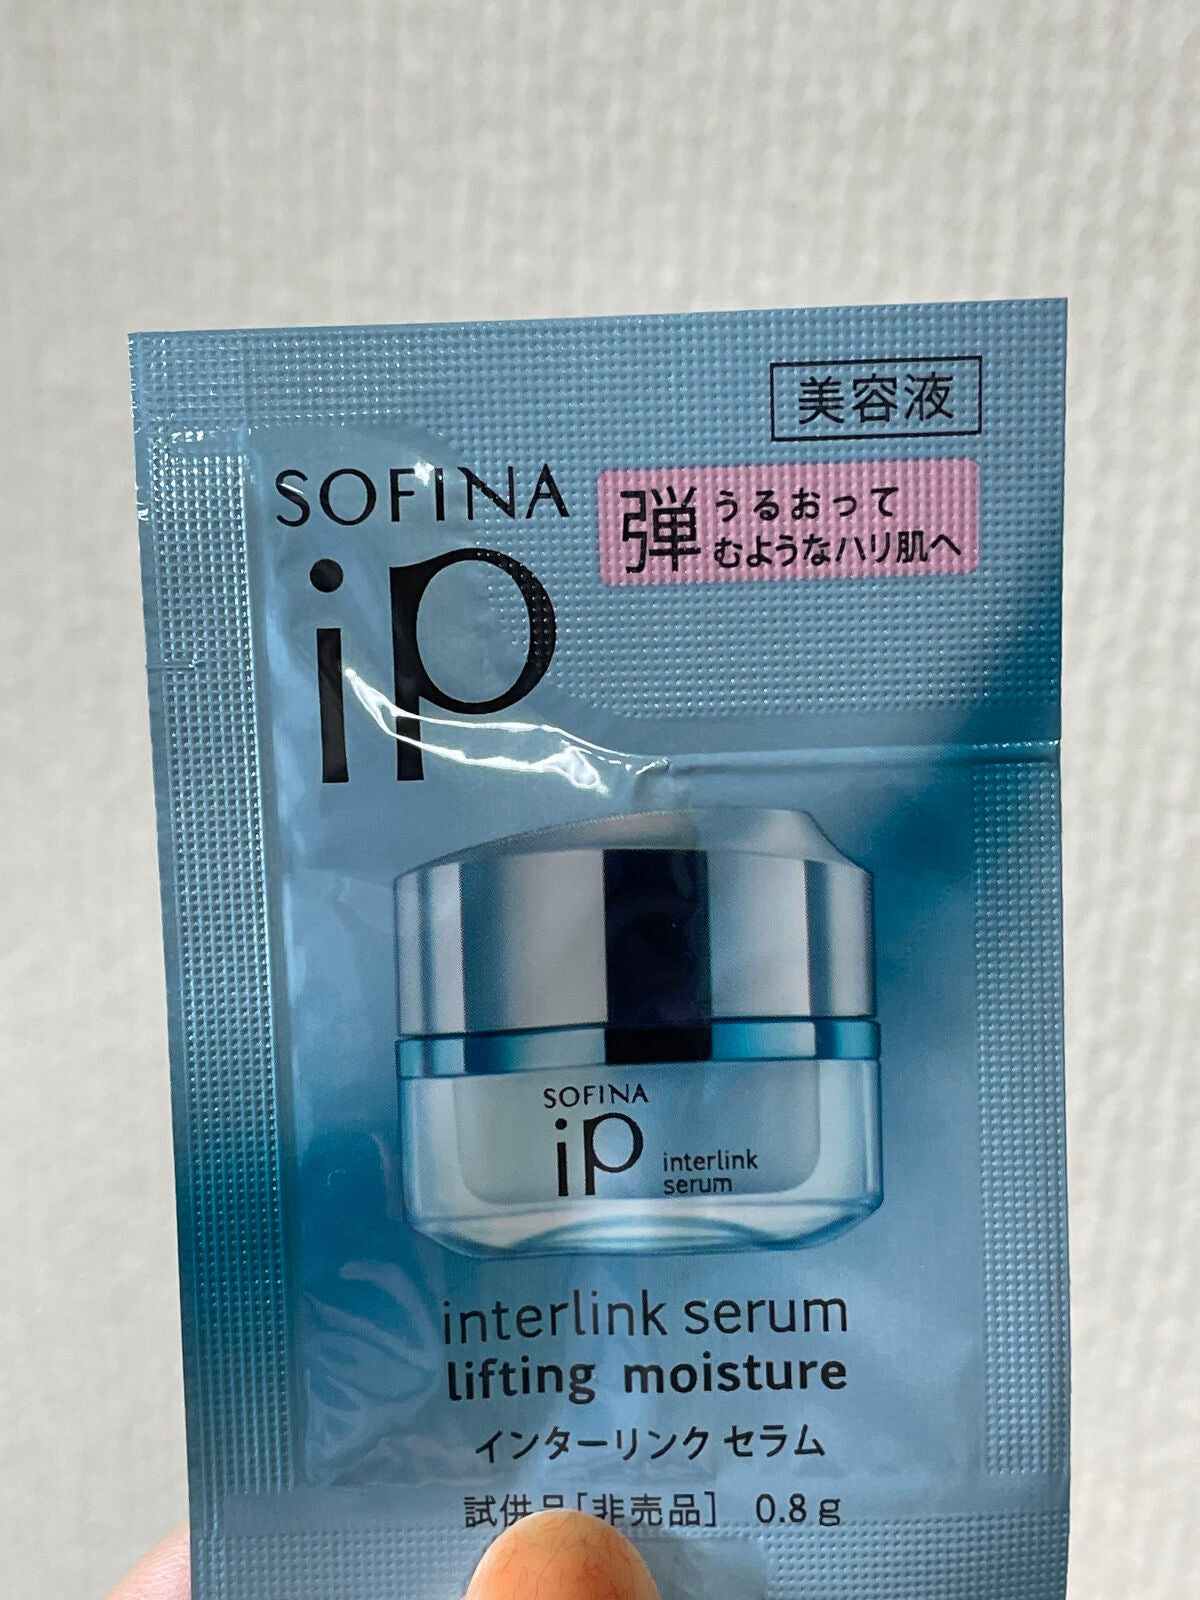 美容液
SOFINA
iP
弾
うるおって
むようなハリ肌へ
SOFINA
iP
interlink
serum
interlink serum
lifting moisture
インターリンク セラム
試供品[非売品] 0.8g